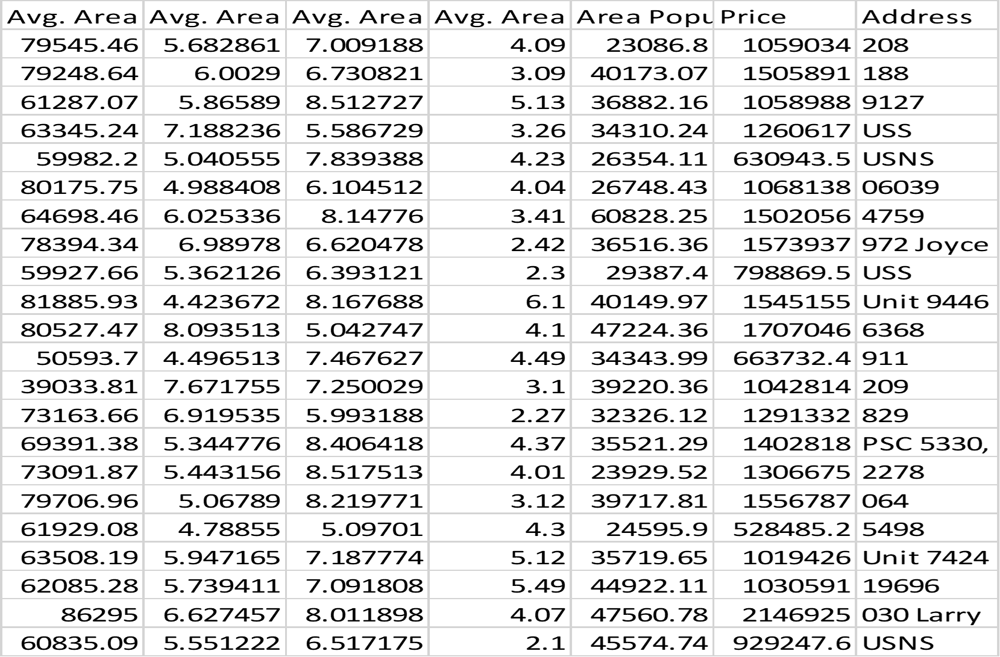 Avg. Area Avg. Area Avg. Area Avg. Area Area Popu Price Address
79545.46 5.682861 7.009188 4.09 23086.8 1059034 208
79248.64 6.0029 6.730821 3.09 40173.07 1505891 188
61287.07 5.86589 8.512727 5.13 36882.16 1058988 9127
63345.24 7.188236 5.586729 3.26 34310.24 1260617 USS
59982.2 5.040555 7.839388 4.23 26354.11 630943.5 USNS
80175.75 4.988408 6.104512 4.04 26748.43 1068138 06039
64698.46 6.025336 8.14776 3.41 60828.25 1502056 4759
78394.34 6.98978 6.620478 2.42 36516.36 1573937 972 Joyce
59927.66 5.362126 6.393121 2.3 29387.4 798869.5 USS
81885.93 4.423672 8.167688 6.1 40149.97 1545155 Unit 9446
80527.47 8.093513 5.042747 4.1 47224.36 1707046 6368
50593.7 4.496513 7.467627 4.49 34343.99 663732.4 911
39033.81 7.671755 7.250029 3.1 39220.36 1042814 209
73163.66 6.919535 5.993188 2.27 32326.12 1291332 829
69391.38 5.344776 8.406418 4.37 35521.29 1402818 PSC 5330,
73091.87 5.443156 8.517513 4.01 23929.52 1306675 2278
79706.96 5.06789 8.219771 3.12 39717.81 1556787 064
61929.08 4.78855 5.09701 4.3 24595.9 528485.2 5498
63508.19 5.947165 7.187774 5.12 35719.65 1019426 Unit 7424
62085.28 5.739411 7.091808 5.49 44922.11 1030591 19696
86295 6.627457 8.011898 4.07 47560.78 2146925 030 Larry
60835.09 5.551222 6.517175 2.1 45574.74 929247.6 USNS